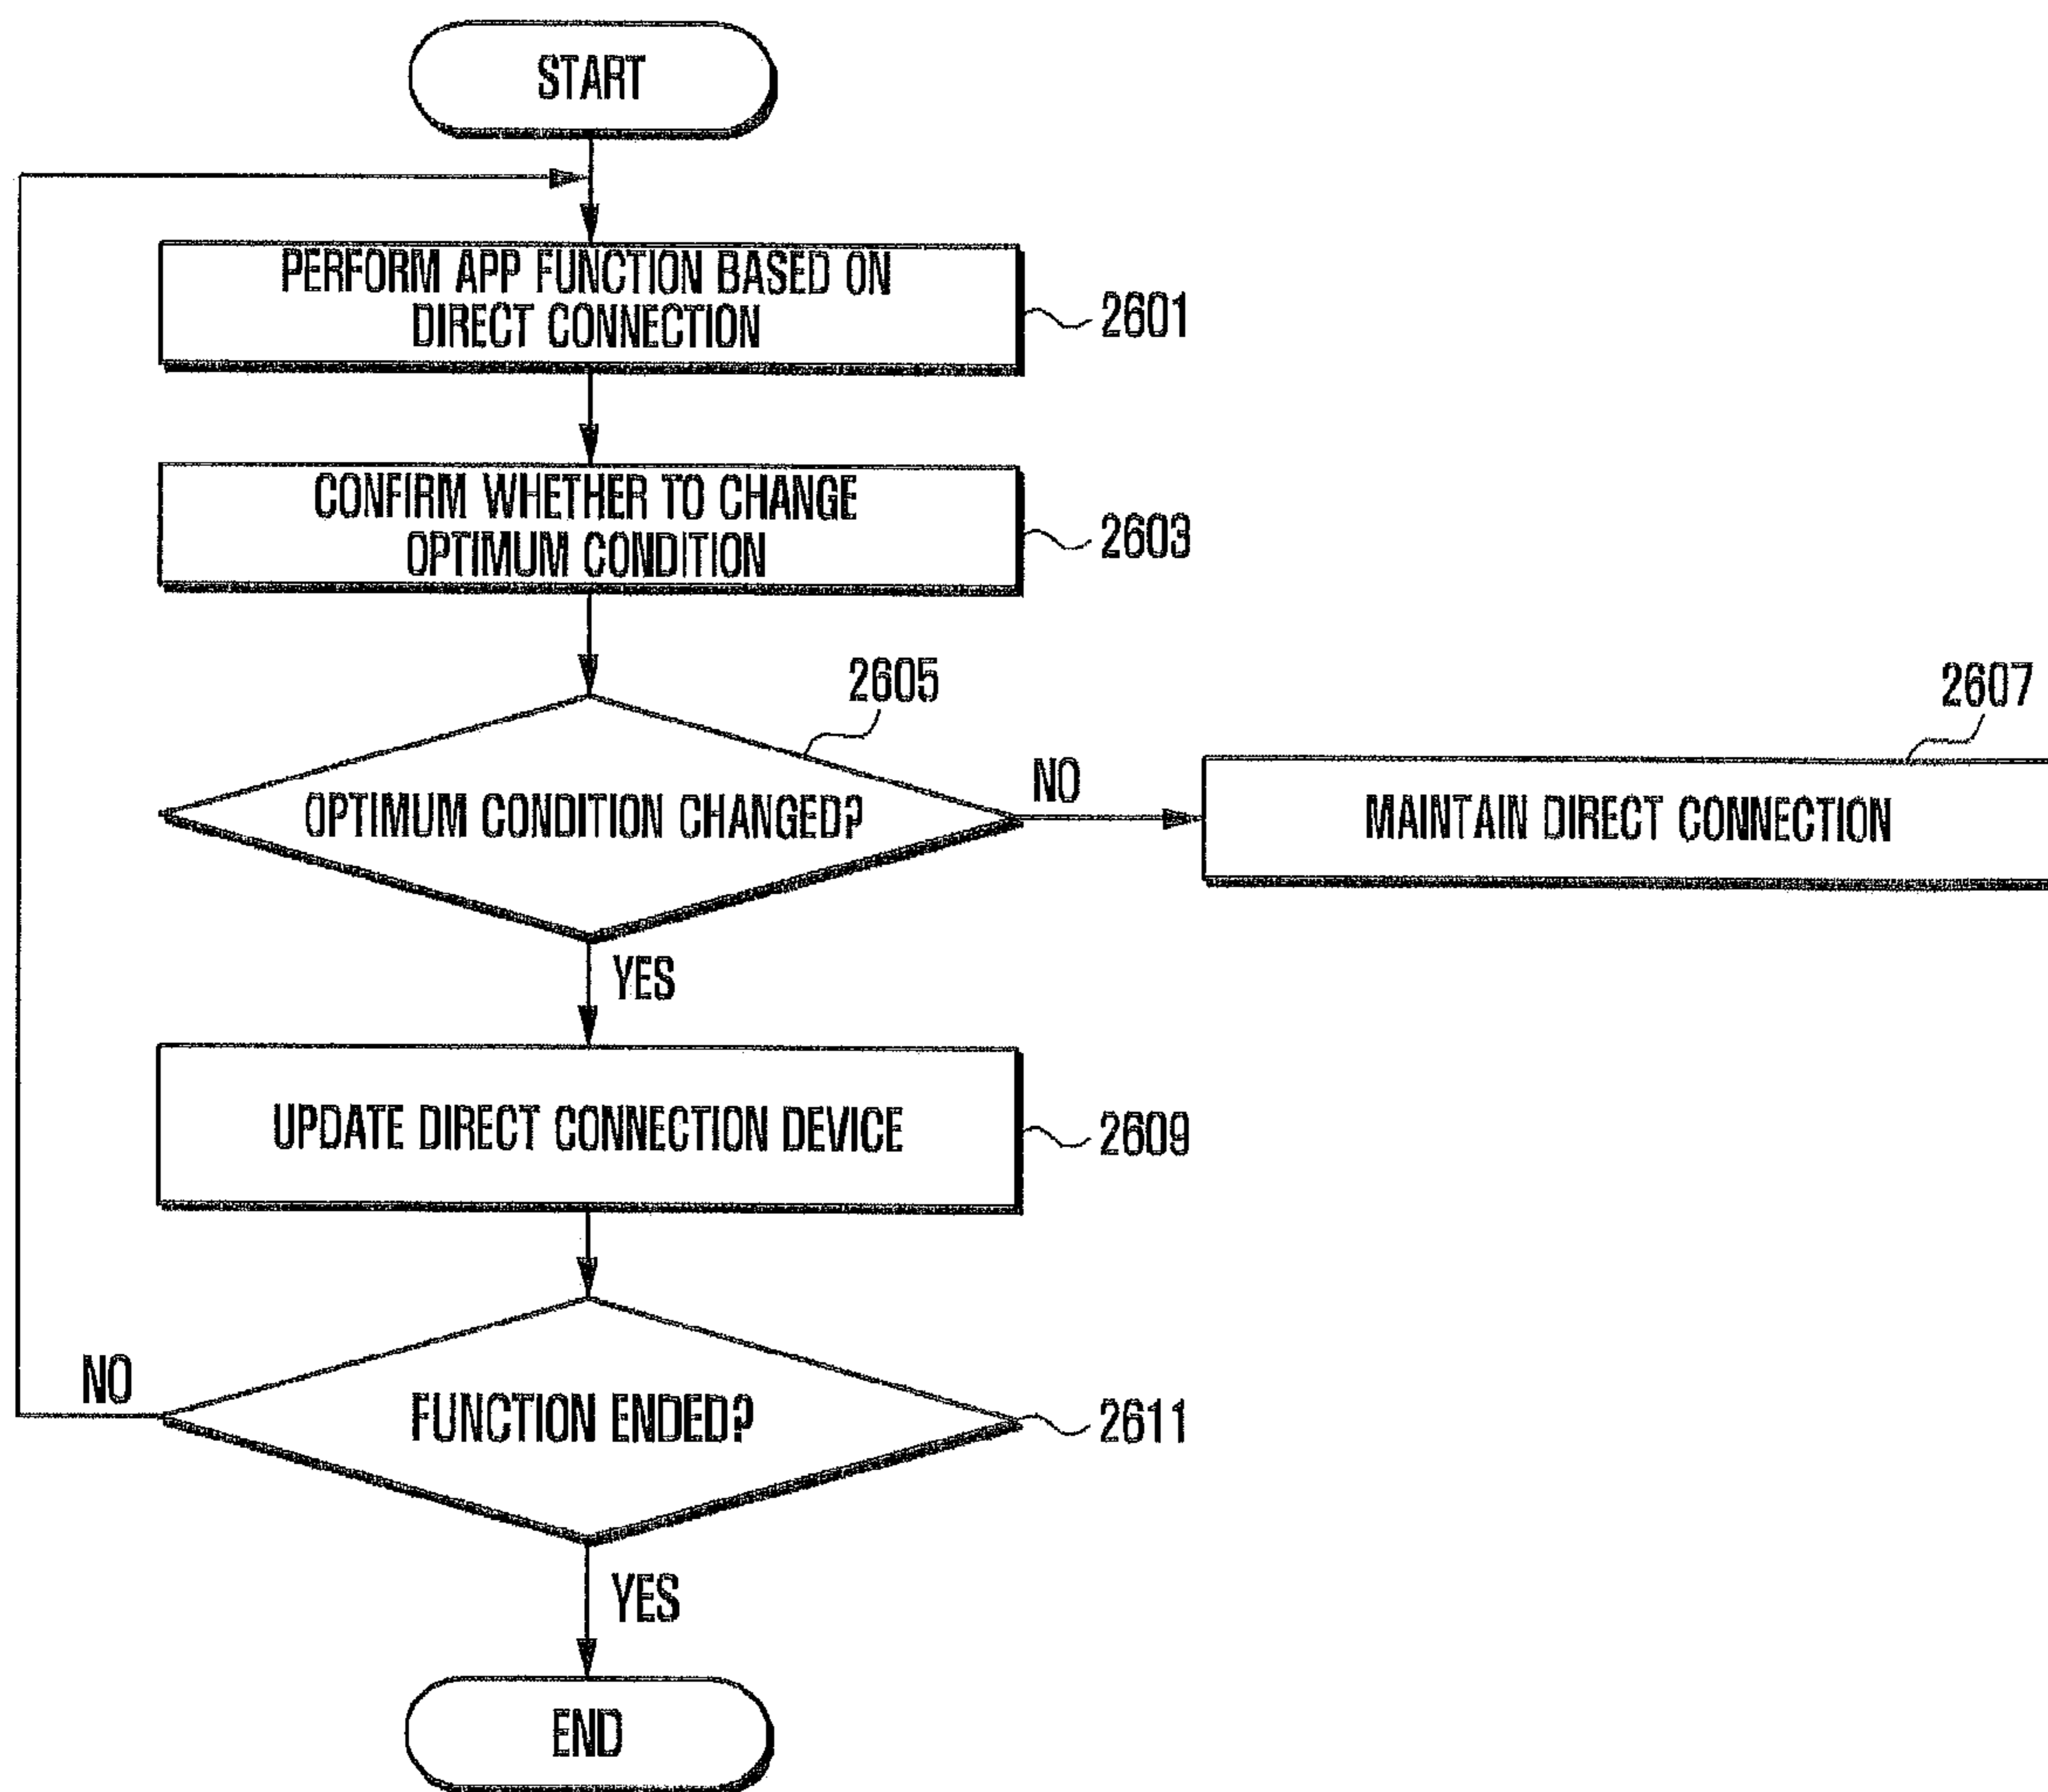 START
PERFORM APP FUNCTION BASED ON
DIRECT CONNECTION
2601
CONFIRM WHETHER TO CHANGE
OPTIMUM CONDITION
2603
2605
OPTIMUM CONDITION CHANGED?
NO
2607
MAINTAIN DIRECT CONNECTION
YES
UPDATE DIRECT CONNECTION DEVICE
2609
NO
FUNCTION ENDED?
2611
YES
END